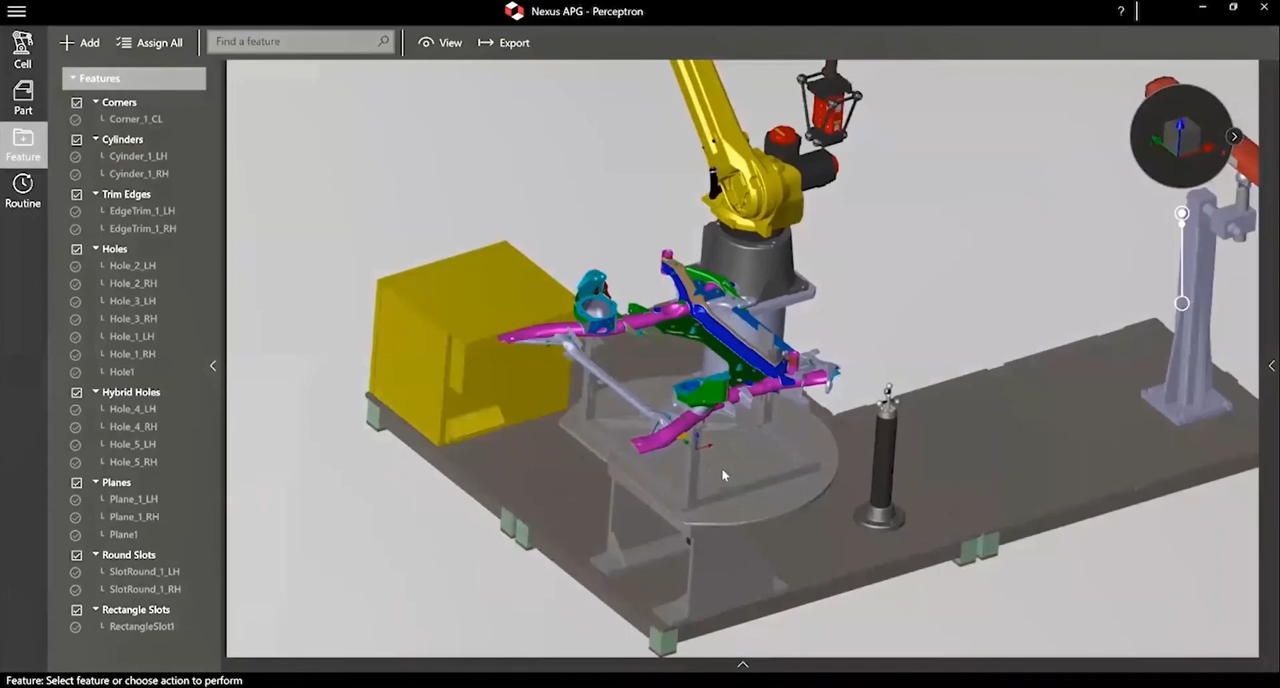 Nexus APG - Perceptron
?
Cell
Part
Feature
Routine
Add
Assign All
Find a feature
View
Export
Features
Corners
Corner_1_CL
Cylinders
Cyinder_1_LH
Cyinder_1_RH
Trim Edges
EdgeTrim_1_LH
EdgeTrim_1_RH
Holes
Hole_2_LH
Hole_2_RH
Hole_3_LH
Hole_3_RH
Hole_1_LH
Hole_1_RH
Hole1
Hybrid Holes
Hole_4_LH
Hole_4_RH
Hole_5_LH
Hole_5_RH
Planes
Plane_1_LH
Plane_1_RH
Plane1
Round Slots
SlotRound_1_LH
SlotRound_1_RH
Rectangle Slots
RectangleSlot1
Feature: Select feature or choose action to perform